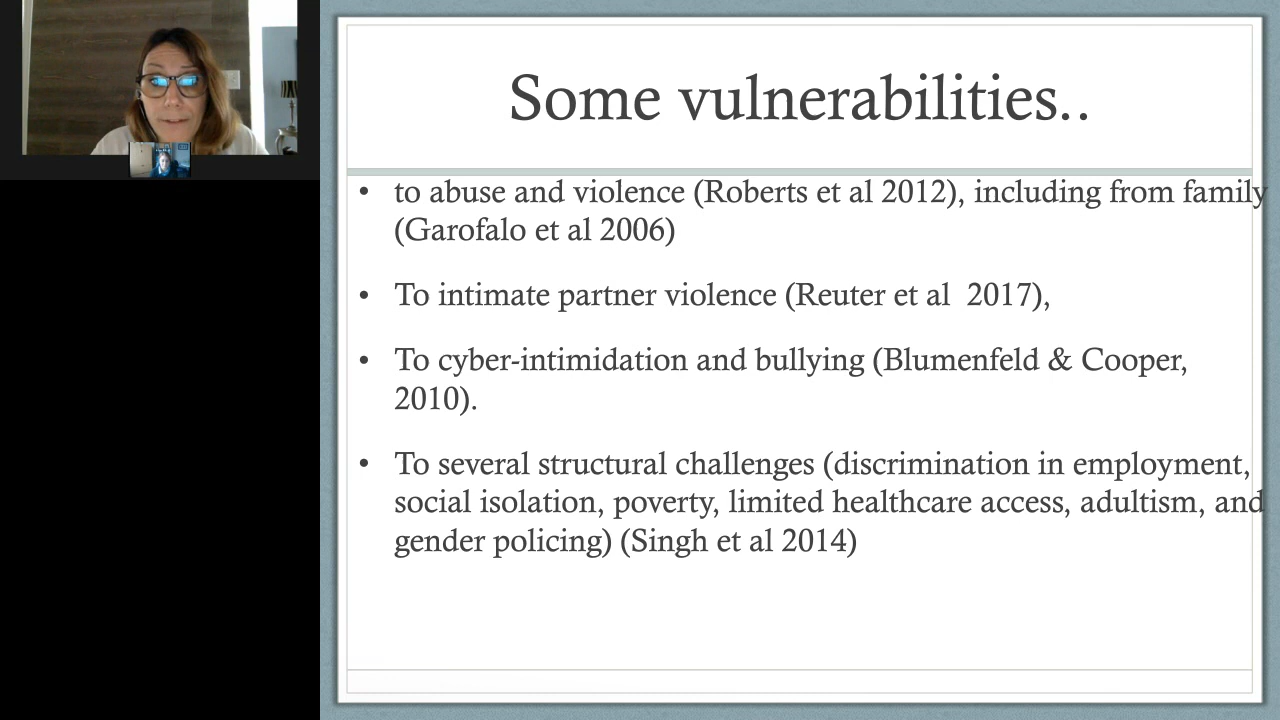 Some vulnerabilities..
• to abuse and violence (Roberts et al 2012), including from family
(Garofalo et al 2006)
• To intimate partner violence (Reuter et al  2017),
• To cyber-intimidation and bullying (Blumenfeld & Cooper,
2010).
• To several structural challenges (discrimination in employment,
social isolation, poverty, limited healthcare access, adultism, and
gender policing) (Singh et al 2014)